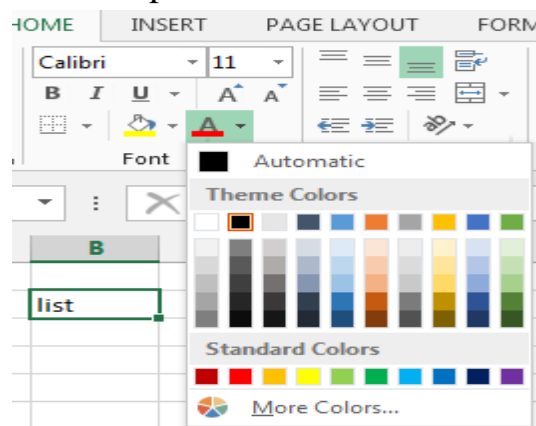 HOME INSERT PAGE LAYOUT FORM
Calibri 11
B I U A A
A
Font
Automatic
Theme Colors
B
list
Standard Colors
More Colors...